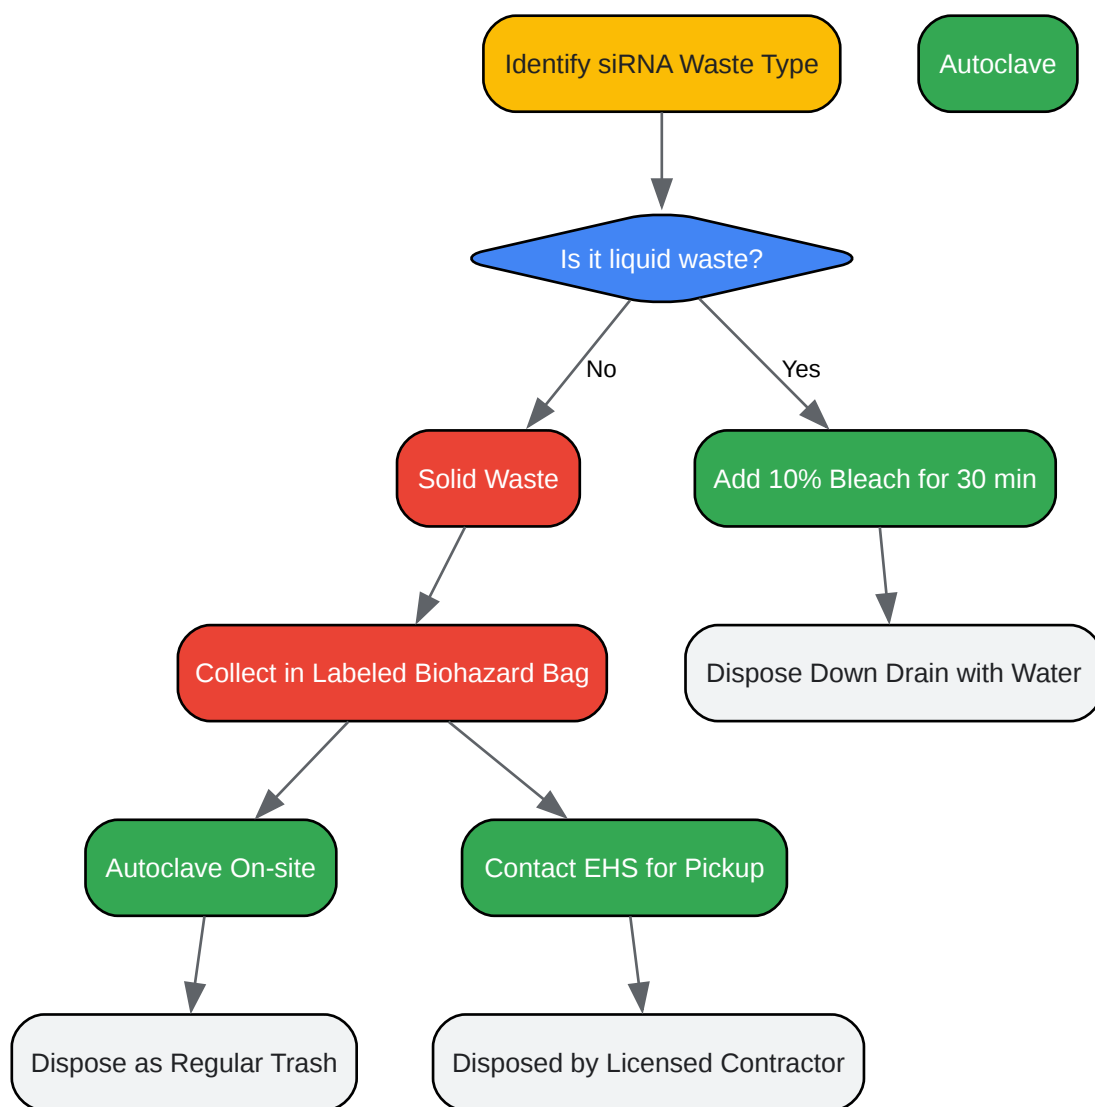 Identify siRNA Waste Type
Autoclave
Is it liquid waste?
No
Yes
Solid Waste
Add 10% Bleach for 30 min
Collect in Labeled Biohazard Bag
Dispose Down Drain with Water
Autoclave On-site
Contact EHS for Pickup
Dispose as Regular Trash
Disposed by Licensed Contractor